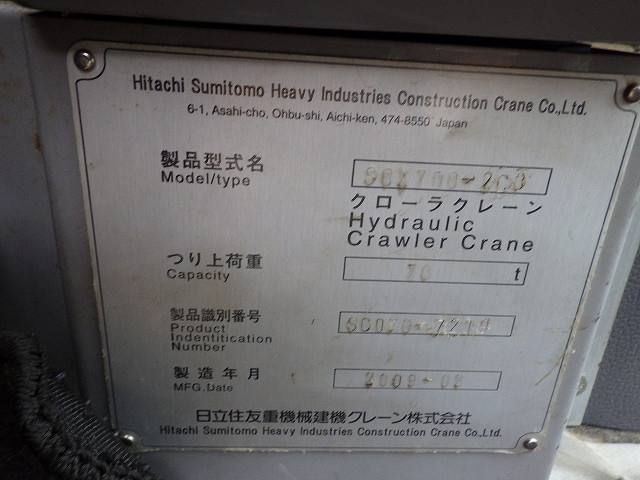 Hitachi Sumitomo Heavy Industries Construction Crane Co.,Ltd.
6-1, Asahi-cho, Ohbu-shi, Aichi-ken, 474-8550 Japan
製品型式名
Model/type
クローラクレーン
Hydraulic
Crawler Crane
つり上荷重
Capacity
70 t
製品識別番号
Product
Indentitication
Number
製造年月
MFG.Date
日立住友重機械建機クレーン株式会社
Hitachi Sumitomo Heavy Industries Construction Crane Co.,Ltd.